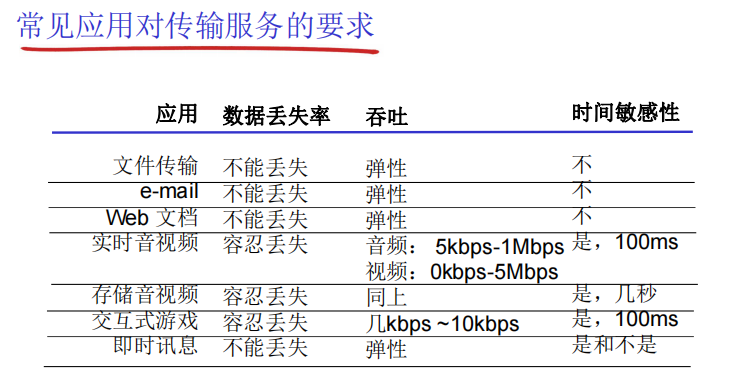 常见应用对传输服务的要求
应用 数据丢失率 吞吐 时间敏感性
文件传输 不能丢失 弹性 不
e-mail 不能丢失 弹性 不
Web 文档 不能丢失 弹性 不
实时音视频 容忍丢失 音频： 5kbps-1Mbps 是，100ms
视频：0kbps-5Mbps
存储音视频 容忍丢失 同上 是，几秒
交互式游戏 容忍丢失 几kbps ~10kbps 是，100ms
即时讯息 不能丢失 弹性 是和不是